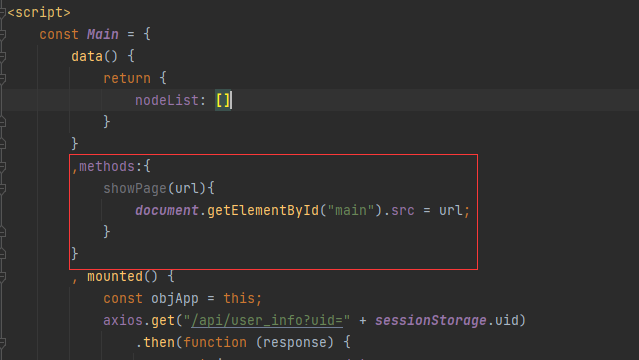 <script>
const Main = {
data() {
return {
nodeList: []
}
}
,methods:{
showPage(url){
document.getElementById("main").src = url;
}
}
, mounted() {
const objApp = this;
axios.get("/api/user_info?uid=" + sessionStorage.uid)
.then(function (response) {